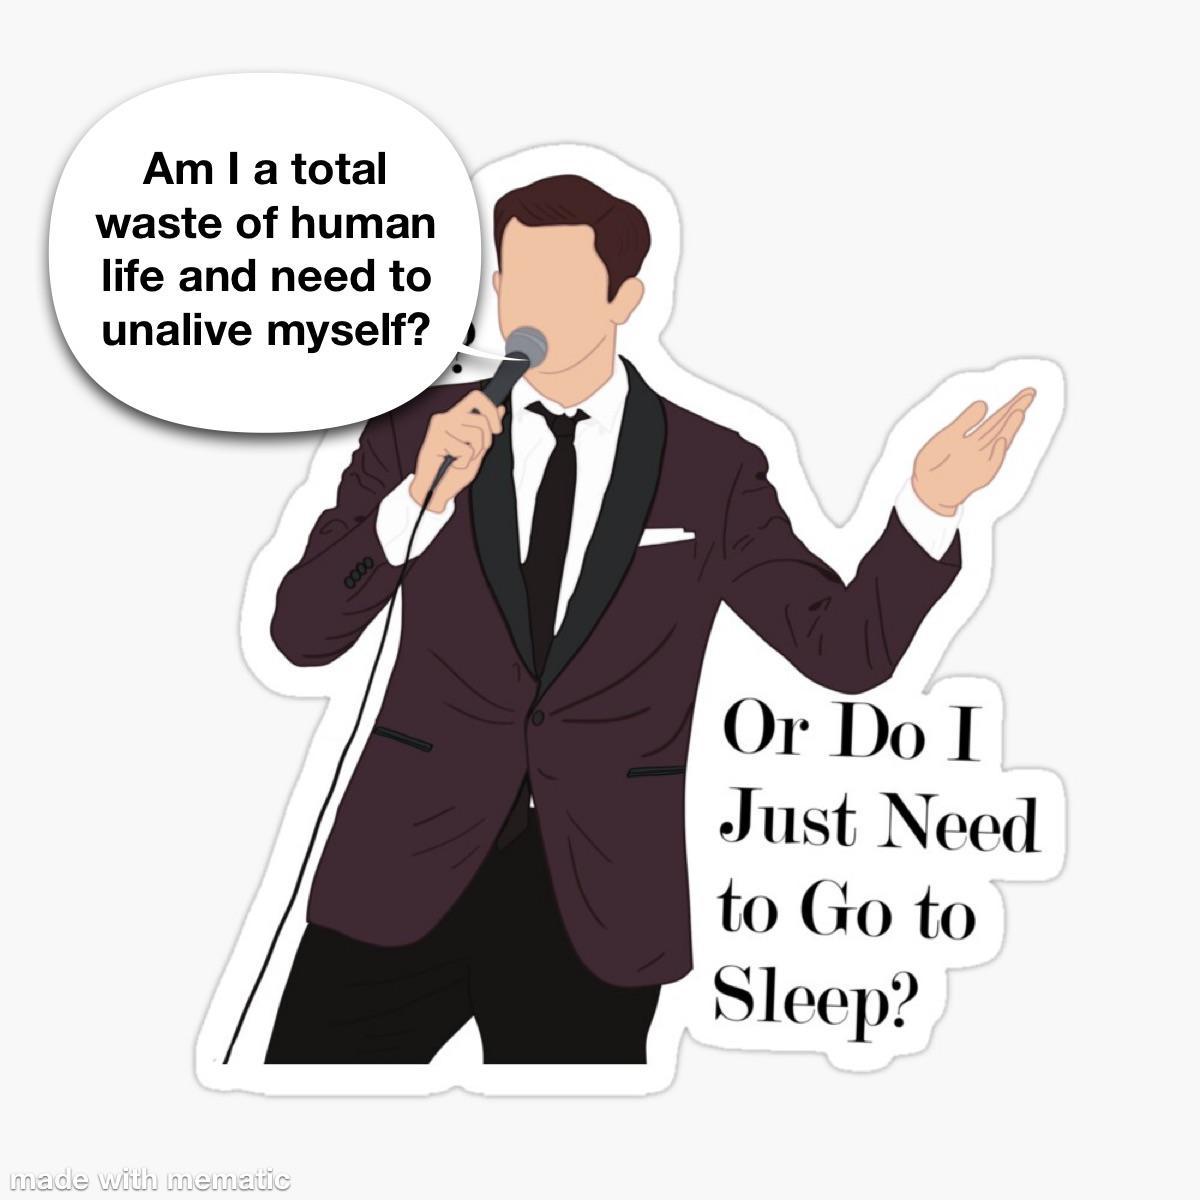 Am I a total
waste of human
life and need to
unalive myself?
?
Or Do I
Just Need
to Go to
Sleep?
made with mematic